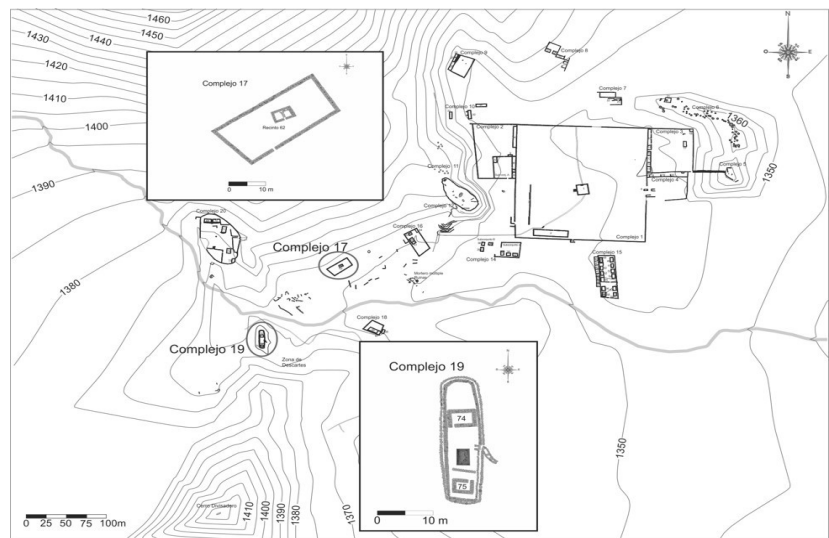 1460
1450
1440
1430
1420
1410
1400
1390
1380
Complejo 17
Recinto 62
0 10 m
Complejo 9
Complejo 8
Complejo 7
Complejo 6
Complejo 10
Complejo 2
Complejo 3
Complejo 4
Complejo 5
Complejo 1
1360
1350
N
O E
S
Complejo 20
Complejo 16
Complejo 17
Complejo 14
Complejo 15
Complejo 18
Complejo 19
Zona de
Descartes
Complejo 19
74
75
0 10 m
Cerro Divisadero
1410
1400
1390
1380
1370
1350
0 25 50 75 100m